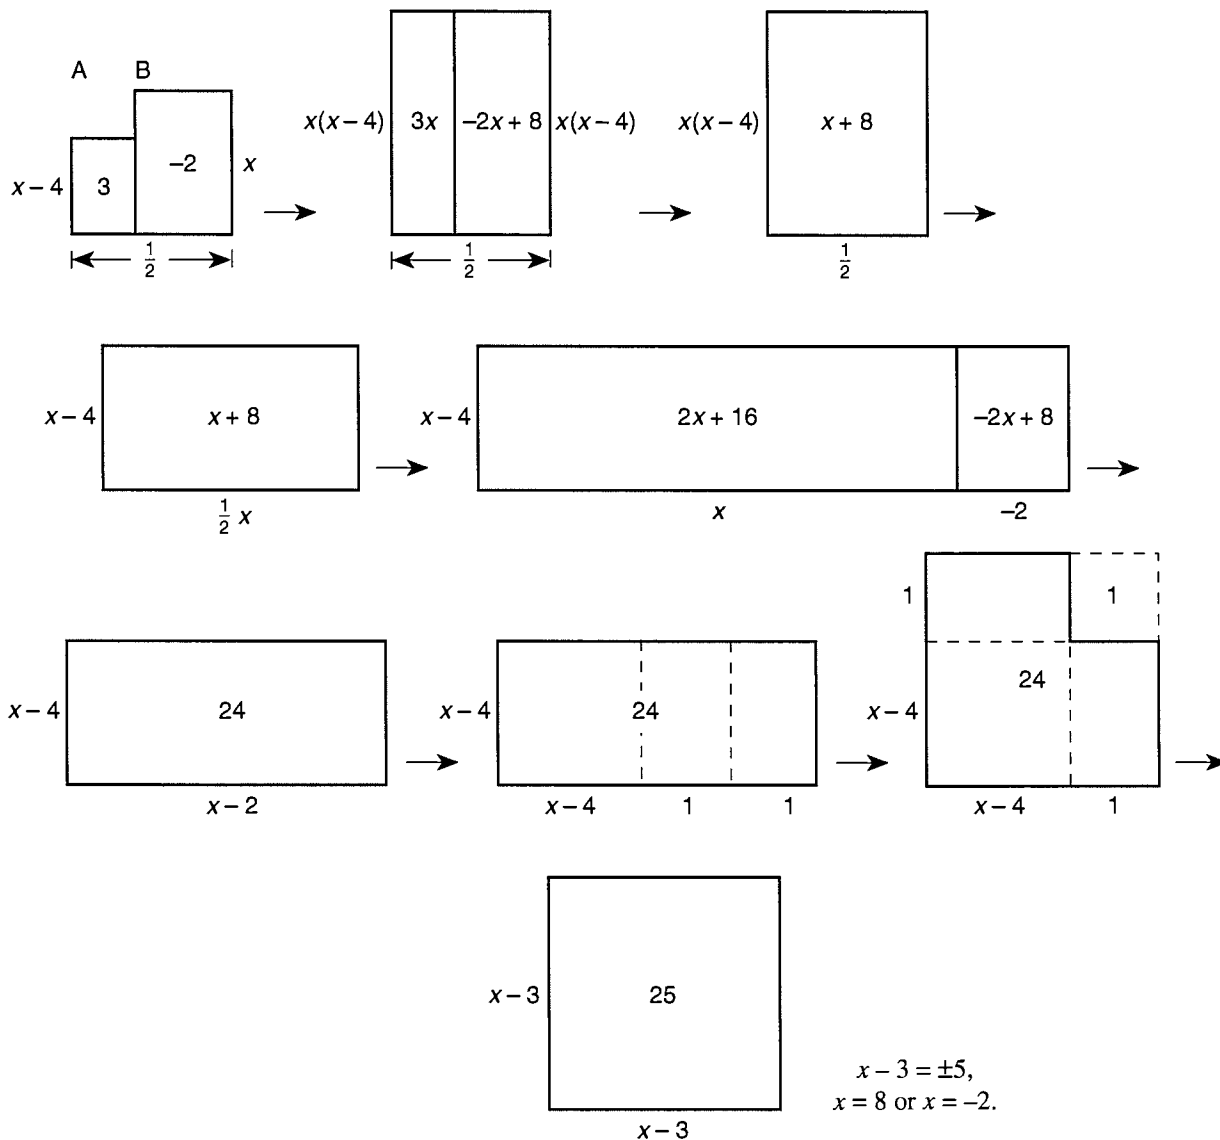 A B
x – 4 3 –2 x
1/2
x(x – 4) 3x –2x + 8 x(x – 4)
1/2
x(x – 4) x + 8
1/2
x – 4 x + 8
1/2 x
x – 4 2x + 16 –2x + 8
x –2
x – 4 24
x – 2
x – 4 24
x – 4 1 1
1 1
24
x – 4
x – 4 1
x – 3 25
x – 3
x – 3 = ±5,
x = 8 or x = –2.